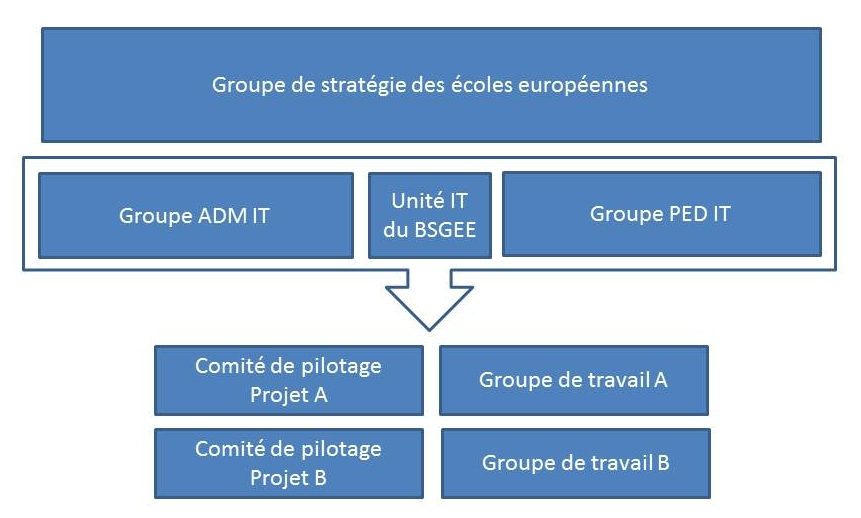 Groupe de stratégie des écoles européennes
Groupe ADM IT
Unité IT
du BSGEE
Groupe PED IT
Comité de pilotage
Projet A
Groupe de travail A
Comité de pilotage
Projet B
Groupe de travail B